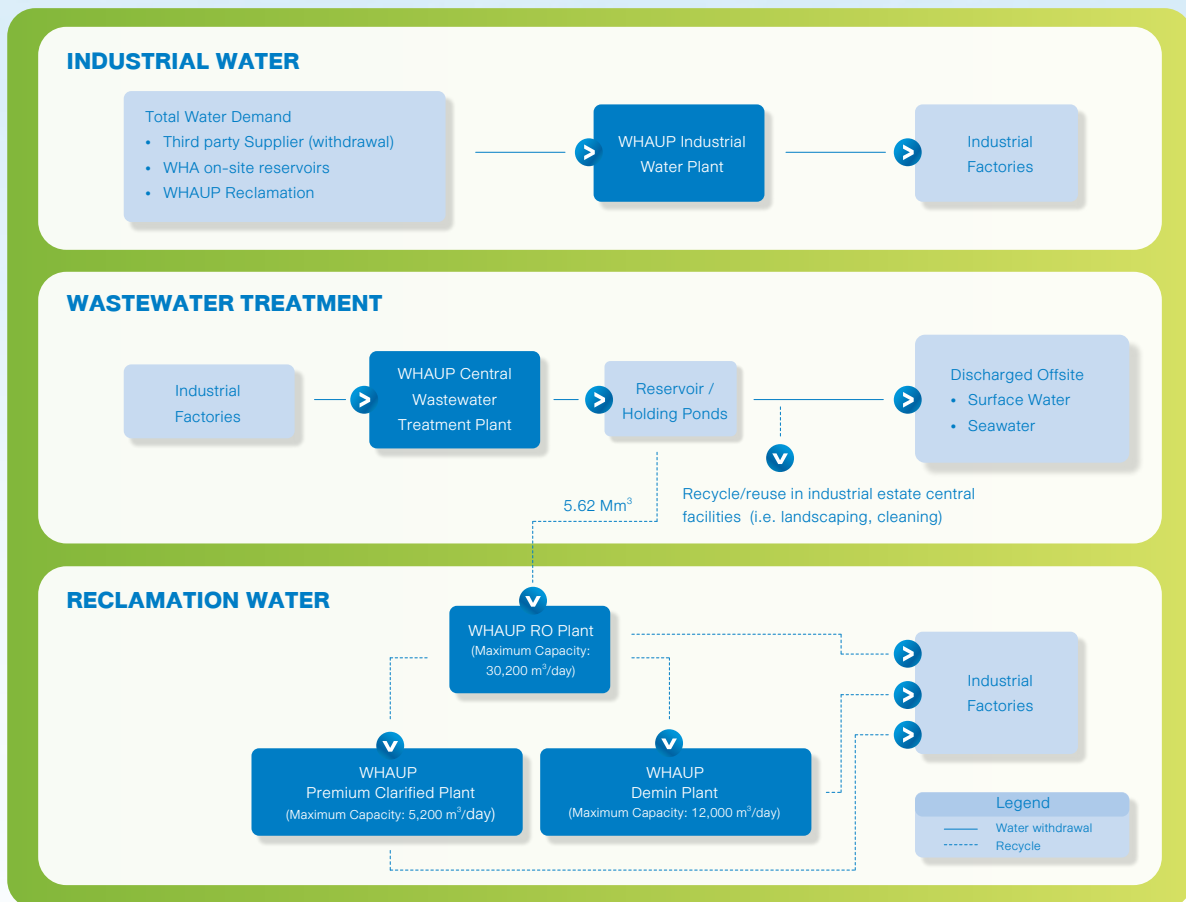 INDUSTRIAL WATER
Total Water Demand
• Third party Supplier (withdrawal)
• WHA on-site reservoirs
• WHAUP Reclamation
WHAUP Industrial
Water Plant
Industrial
Factories
WASTEWATER TREATMENT
Industrial
Factories
WHAUP Central
Wastewater
Treatment Plant
Reservoir /
Holding Ponds
Discharged Offsite
• Surface Water
• Seawater
5.62 Mm³
Recycle/reuse in industrial estate central
facilities (i.e. landscaping, cleaning)
RECLAMATION WATER
WHAUP RO Plant
(Maximum Capacity:
30,200 m³/day)
Industrial
Factories
WHAUP
Premium Clarified Plant
(Maximum Capacity: 5,200 m³/day)
WHAUP
Demin Plant
(Maximum Capacity: 12,000 m³/day)
Legend
Water withdrawal
Recycle